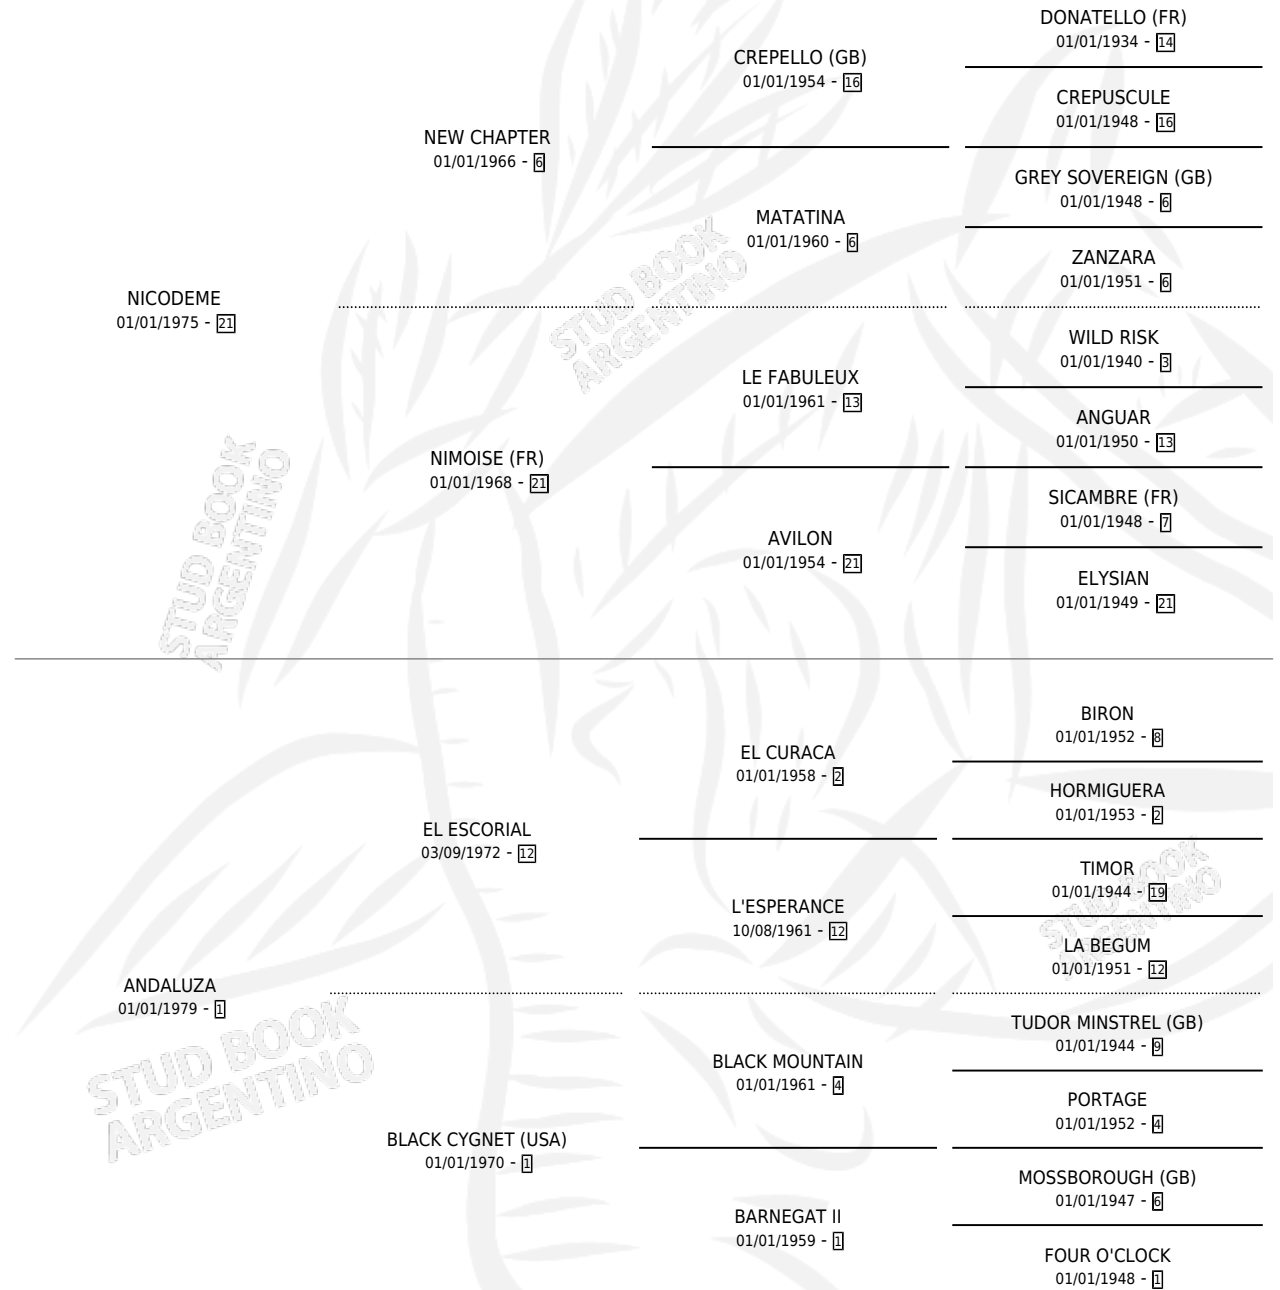 DONATELLO (FR)
01/01/1934 - 14
CREPELLO (GB)
01/01/1954 - 16
CREPUSCULE
01/01/1948 - 16
NEW CHAPTER
01/01/1966 - 6
GREY SOVEREIGN (GB)
01/01/1948 - 6
MATATINA
01/01/1960 - 6
ZANZARA
01/01/1951 - 6
NICODEME
01/01/1975 - 21
WILD RISK
01/01/1940 - 3
LE FABULEUX
01/01/1961 - 13
ANGUAR
01/01/1950 - 13
NIMOISE (FR)
01/01/1968 - 21
SICAMBRE (FR)
01/01/1948 - 7
AVILON
01/01/1954 - 21
ELYSIAN
01/01/1949 - 21
BIRON
01/01/1952 - 8
EL CURACA
01/01/1958 - 2
HORMIGUERA
01/01/1953 - 2
EL ESCORIAL
03/09/1972 - 12
TIMOR
01/01/1944 - 19
L'ESPERANCE
10/08/1961 - 12
LA BEGUM
01/01/1951 - 12
ANDALUZA
01/01/1979 - 1
TUDOR MINSTREL (GB)
01/01/1944 - 9
BLACK MOUNTAIN
01/01/1961 - 4
PORTAGE
01/01/1952 - 4
BLACK CYGNET (USA)
01/01/1970 - 1
MOSSBOROUGH (GB)
01/01/1947 - 6
BARNEGAT II
01/01/1959 - 1
FOUR O'CLOCK
01/01/1948 - 1
STUD BOOK
ARGENTINO
STUD BOOK
ARGENTINO
STUD BOOK
ARGENTINO
STUD BOOK
ARGENTINO